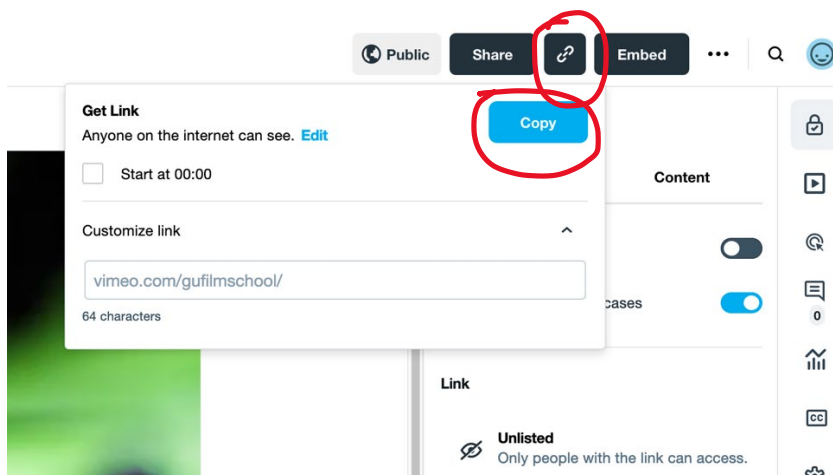 Public
Share
Embed
Get Link
Anyone on the internet can see. Edit
Copy
Start at 00:00
Content
Customize link
vimeo.com/gufilmschool/
64 characters
cases
0
Link
CC
Unlisted
Only people with the link can access.